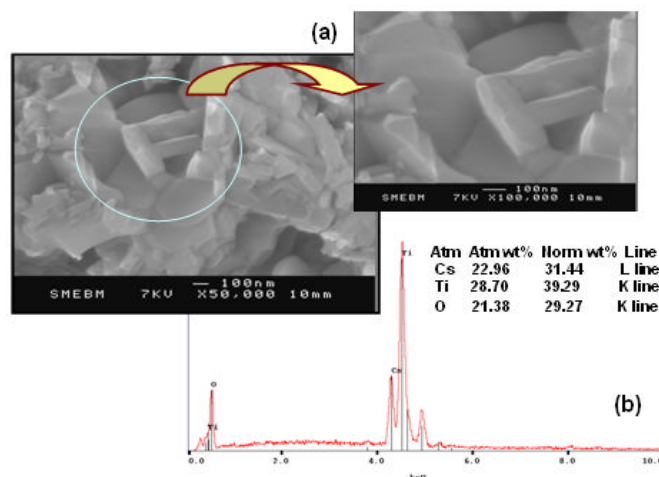 (a)
100nm
SMEBM 7KV X50,000 10mm
100nm
SMEBM 7KV X100,000 10mm
Atm Atm wt% Norm wt% Line
Cs 22.96 31.44 L line
Ti 28.70 39.29 K line
O 21.38 29.27 K line
Ti
Cs
O
Ti
(b)
0.0 2.0 4.0 6.0 8.0 10.0